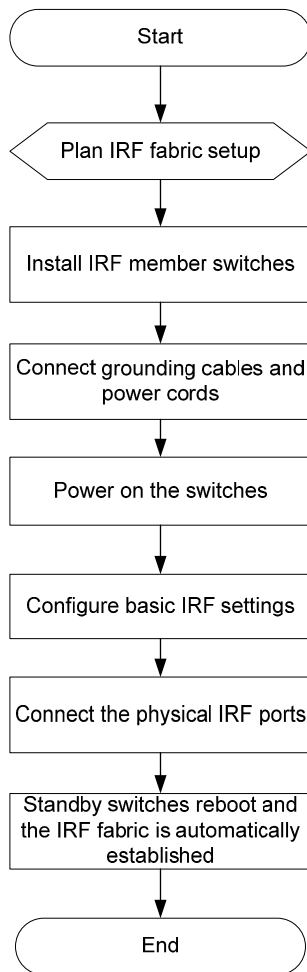 Start
Plan IRF fabric setup
Install IRF member switches
Connect grounding cables and
power cords
Power on the switches
Configure basic IRF settings
Connect the physical IRF ports
Standby switches reboot and
the IRF fabric is automatically
established
End